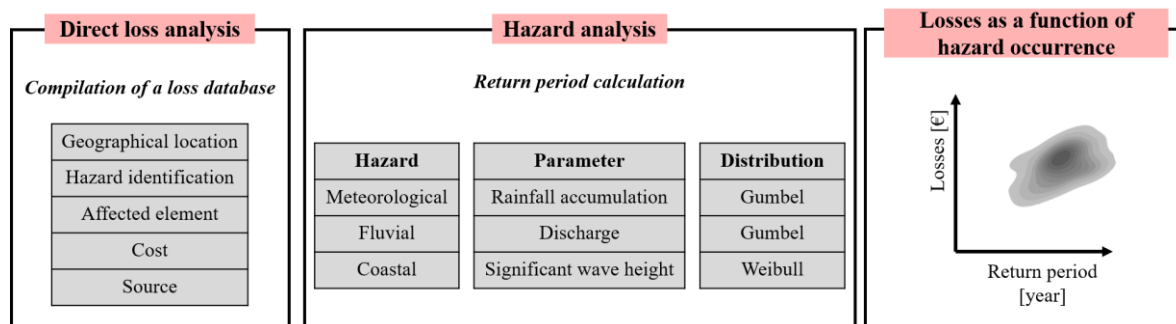 Direct loss analysis
Compilation of a loss database
Geographical location
Hazard identification
Affected element
Cost
Source
Hazard analysis
Return period calculation
Hazard Parameter Distribution
Meteorological Rainfall accumulation Gumbel
Fluvial Discharge Gumbel
Coastal Significant wave height Weibull
Losses as a function of
hazard occurrence
Losses [€]
Return period
[year]